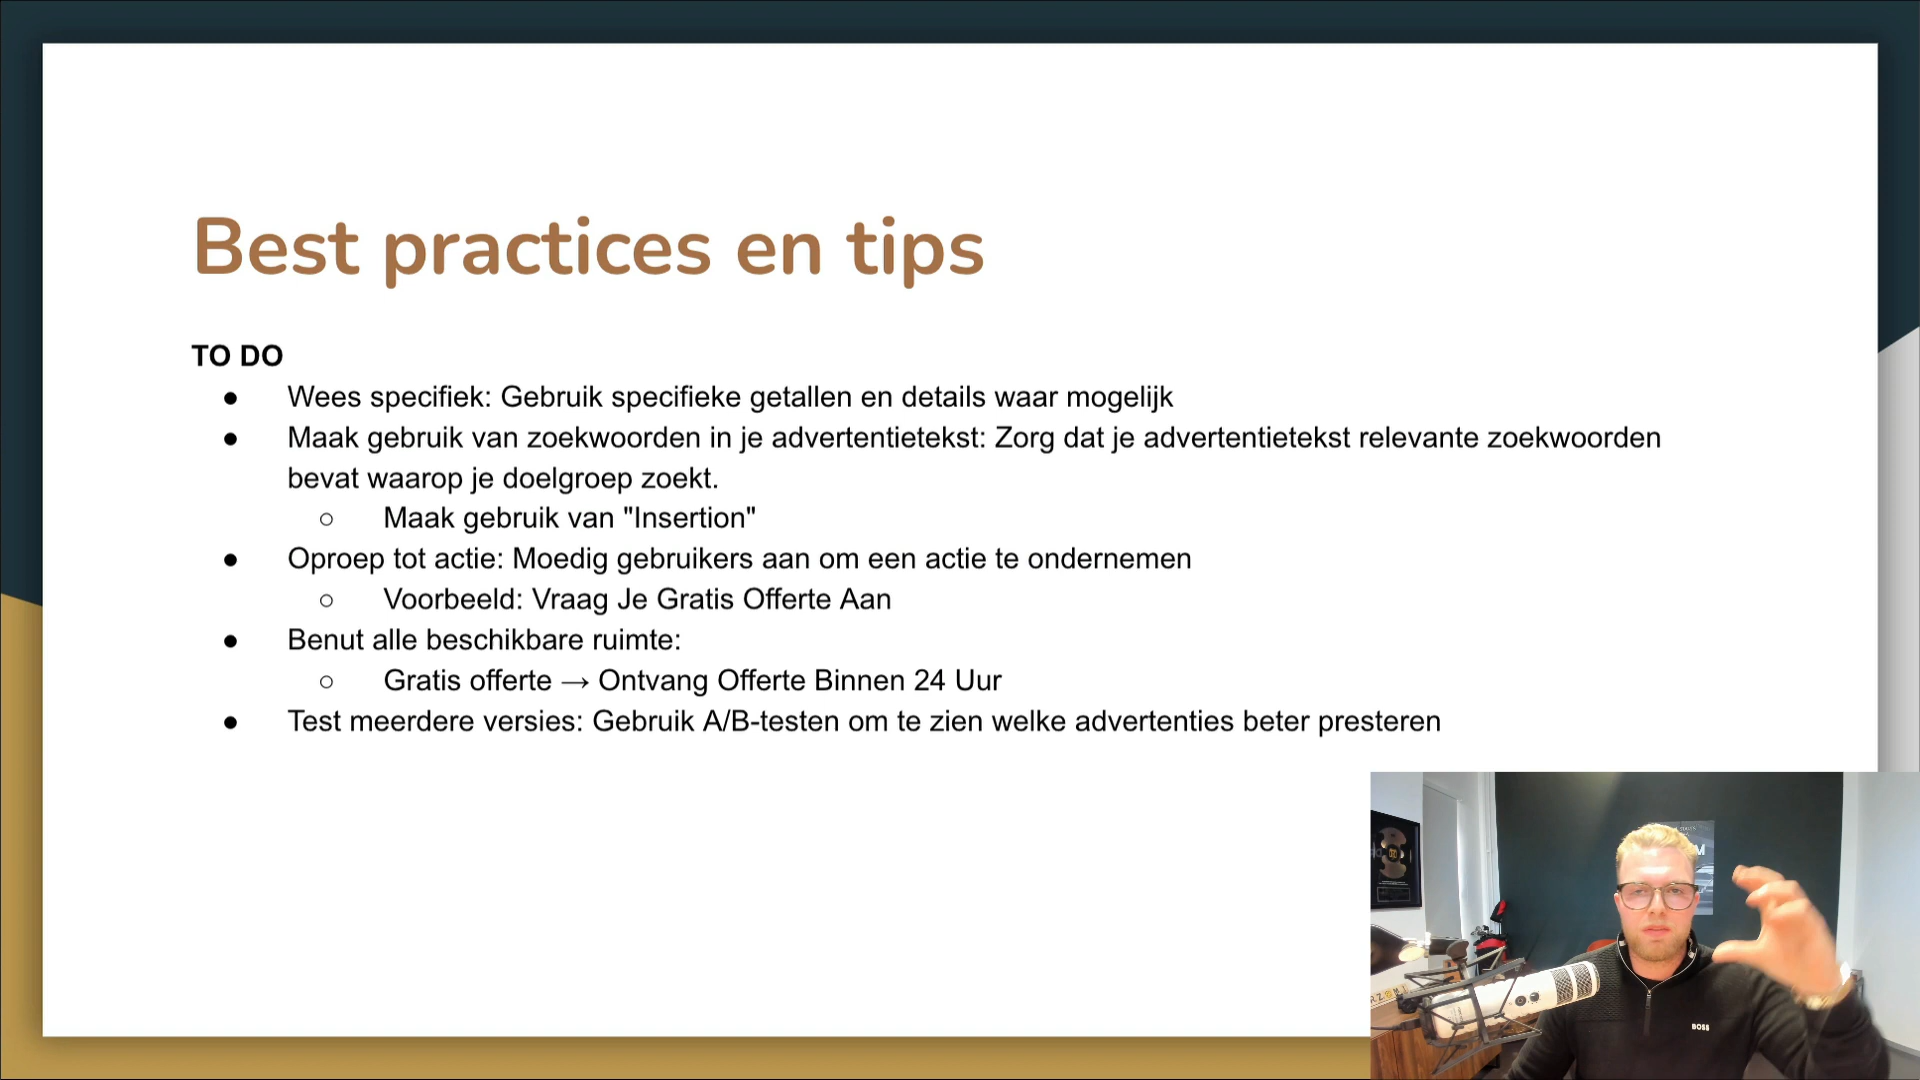 Best practices en tips
TO DO
● Wees specifiek: Gebruik specifieke getallen en details waar mogelijk
● Maak gebruik van zoekwoorden in je advertentietekst: Zorg dat je advertentietekst relevante zoekwoorden
bevat waarop je doelgroep zoekt.
○ Maak gebruik van "Insertion"
● Oproep tot actie: Moedig gebruikers aan om een actie te ondernemen
○ Voorbeeld: Vraag Je Gratis Offerte Aan
● Benut alle beschikbare ruimte:
○ Gratis offerte → Ontvang Offerte Binnen 24 Uur
● Test meerdere versies: Gebruik A/B-testen om te zien welke advertenties beter presteren
BOSS